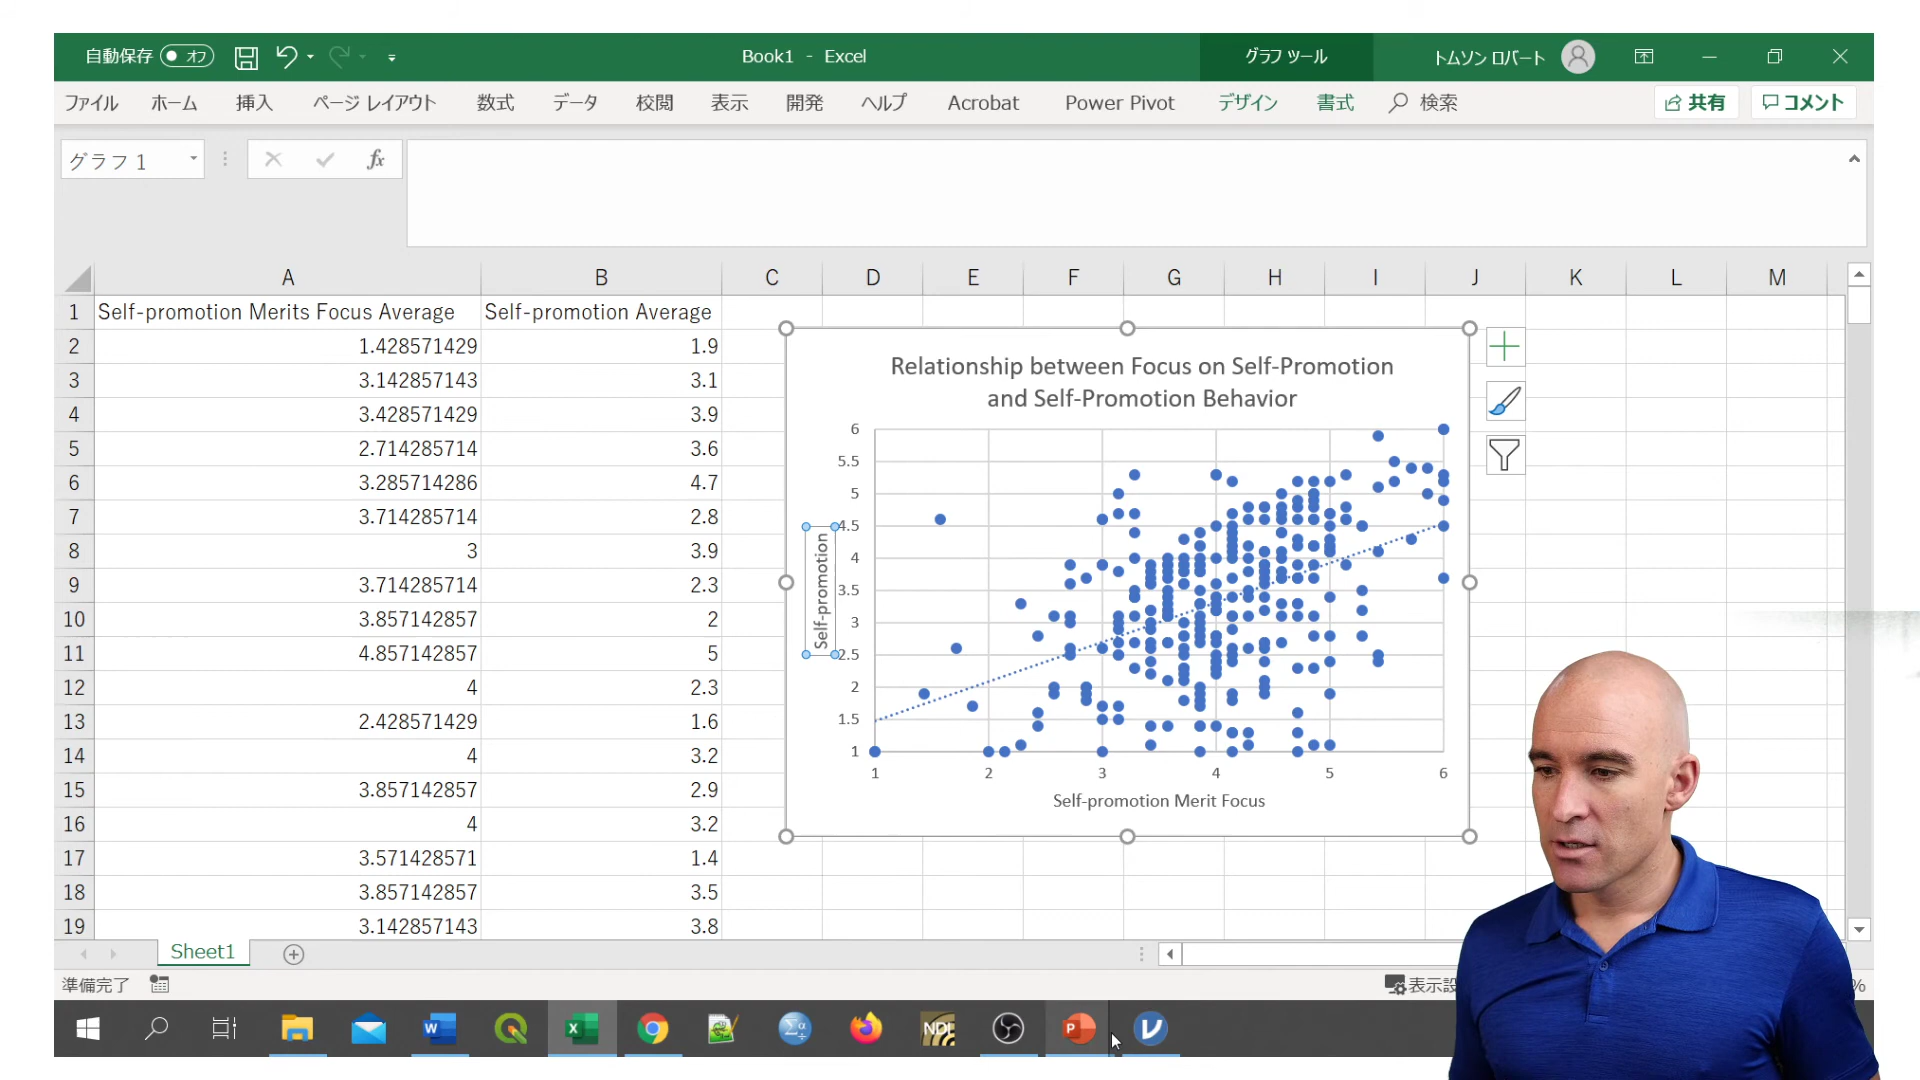 自動保存 オフ
Book1 - Excel
グラフ ツール
トムソン ロバート
ファイル ホーム 挿入 ページ レイアウト 数式 データ 校閲 表示 開発 ヘルプ Acrobat Power Pivot デザイン 書式 検索 共有 コメント
グラフ 1 fx
A B C D E F G H I J K L M
1 Self-promotion Merits Focus Average Self-promotion Average
2 1.428571429 1.9
3 3.142857143 3.1
4 3.428571429 3.9
5 2.714285714 3.6
6 3.285714286 4.7
7 3.714285714 2.8
8 3 3.9
9 3.714285714 2.3
10 3.857142857 2
11 4.857142857 5
12 4 2.3
13 2.428571429 1.6
14 4 3.2
15 3.857142857 2.9
16 4 3.2
17 3.571428571 1.4
18 3.857142857 3.5
19 3.142857143 3.8
Relationship between Focus on Self-Promotion
and Self-Promotion Behavior
6
5.5
5
4.5
4
3.5
3
2.5
2
1.5
1
Self-promotion
1 2 3 4 5 6
Self-promotion Merit Focus
Sheet1
準備完了
表示設
%
W
X
Σα
NDL
P
V